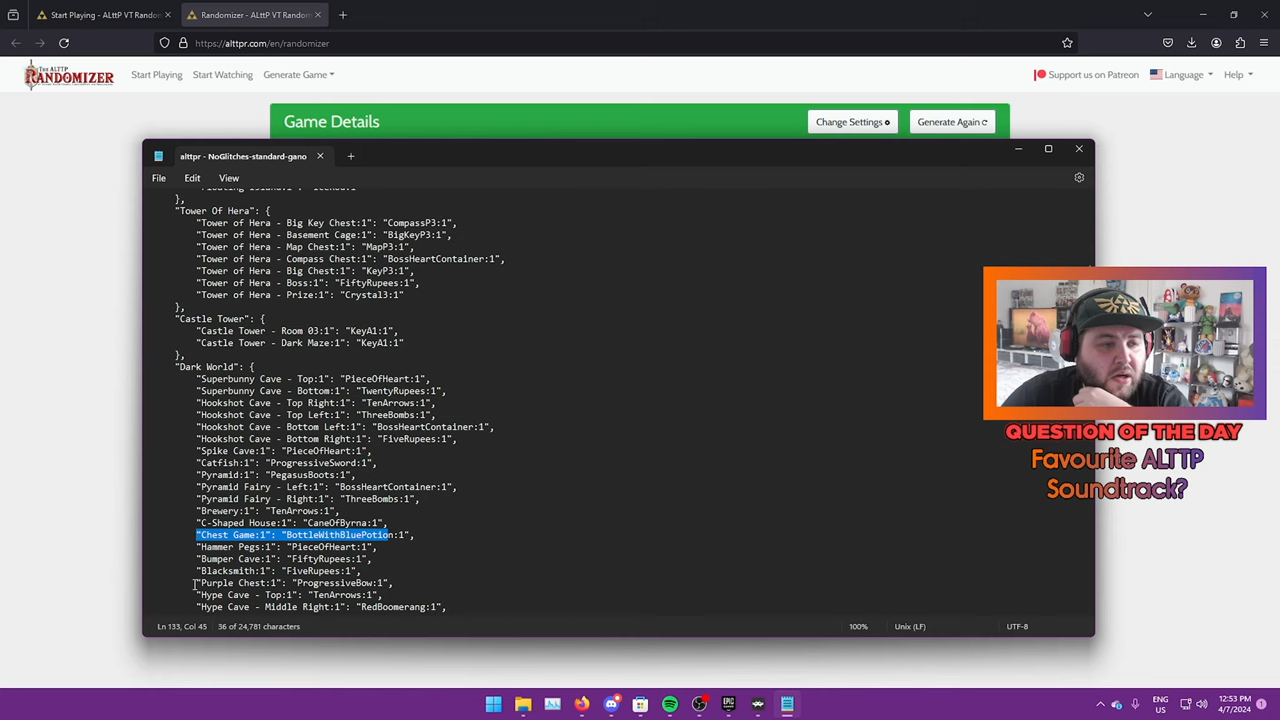 Start Playing - ALttP VT Random
Randomizer - ALttP VT Random
https://alttpr.com/en/randomizer
THE ALTTP
RANDOMIZER
Start Playing
Start Watching
Generate Game
Support us on Patreon
Language
Help
Game Details
Change Settings
Generate Again
alttpr - NoGlitches-standard-gano
File
Edit
View
},
"Tower Of Hera": {
"Tower of Hera - Big Key Chest:1": "CompassP3:1",
"Tower of Hera - Basement Cage:1": "BigKeyP3:1",
"Tower of Hera - Map Chest:1": "MapP3:1",
"Tower of Hera - Compass Chest:1": "BossHeartContainer:1",
"Tower of Hera - Big Chest:1": "KeyP3:1",
"Tower of Hera - Boss:1": "FiftyRupees:1",
"Tower of Hera - Prize:1": "Crystal3:1"
},
"Castle Tower": {
"Castle Tower - Room 03:1": "KeyA1:1",
"Castle Tower - Dark Maze:1": "KeyA1:1"
},
"Dark World": {
"Superbunny Cave - Top:1": "PieceOfHeart:1",
"Superbunny Cave - Bottom:1": "TwentyRupees:1",
"Hookshot Cave - Top Right:1": "TenArrows:1",
"Hookshot Cave - Top Left:1": "ThreeBombs:1",
"Hookshot Cave - Bottom Left:1": "BossHeartContainer:1",
"Hookshot Cave - Bottom Right:1": "FiveRupees:1",
"Spike Cave:1": "PieceOfHeart:1",
"Catfish:1": "ProgressiveSword:1",
"Pyramid:1": "PegasusBoots:1",
"Pyramid Fairy - Left:1": "BossHeartContainer:1",
"Pyramid Fairy - Right:1": "ThreeBombs:1",
"Brewery:1": "TenArrows:1",
"C-Shaped House:1": "CaneOfByrna:1",
"Chest Game:1": "BottleWithBluePotion:1",
"Hammer Pegs:1": "PieceOfHeart:1",
"Bumper Cave:1": "FiftyRupees:1",
"Blacksmith:1": "FiveRupees:1",
"Purple Chest:1": "ProgressiveBow:1",
"Hype Cave - Top:1": "TenArrows:1",
"Hype Cave - Middle Right:1": "RedBoomerang:1",
Ln 133, Col 45
36 of 24,781 characters
100%
Unix (LF)
UTF-8
QUESTION OF THE DAY
Favourite ALTTP
Soundtrack?
ENG
US
12:53 PM
4/7/2024